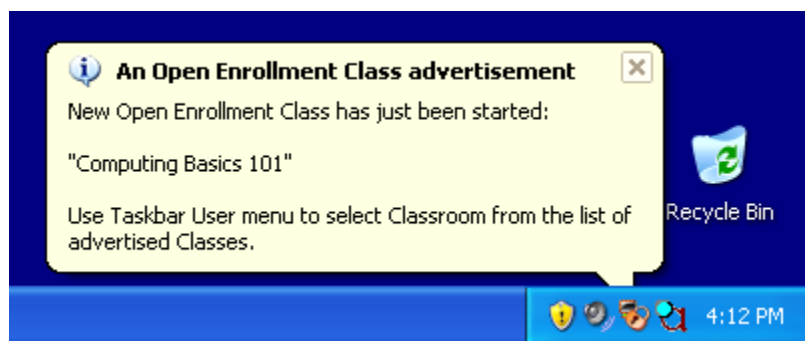 An Open Enrollment Class advertisement
New Open Enrollment Class has just been started:
"Computing Basics 101"
Use Taskbar User menu to select Classroom from the list of
advertised Classes.
Recycle Bin
4:12 PM